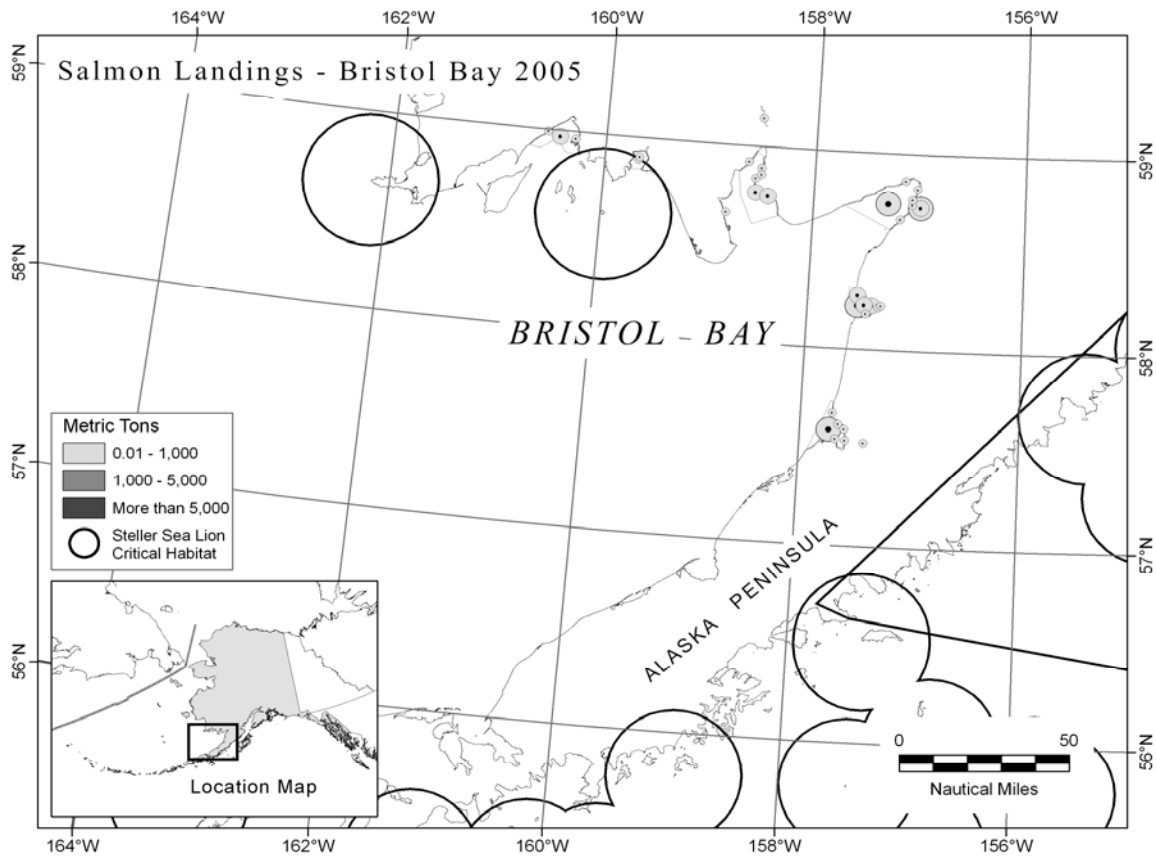 164°W 162°W 160°W 158°W 156°W
59°N
Salmon Landings - Bristol Bay 2005
59°N
58°N
BRISTOL BAY
58°N
Metric Tons
0.01 - 1,000
1,000 - 5,000
More than 5,000
Steller Sea Lion
Critical Habitat
57°N
57°N
ALASKA PENINSULA
56°N
56°N
0 50
Nautical Miles
Location Map
164°W 162°W 160°W 158°W 156°W